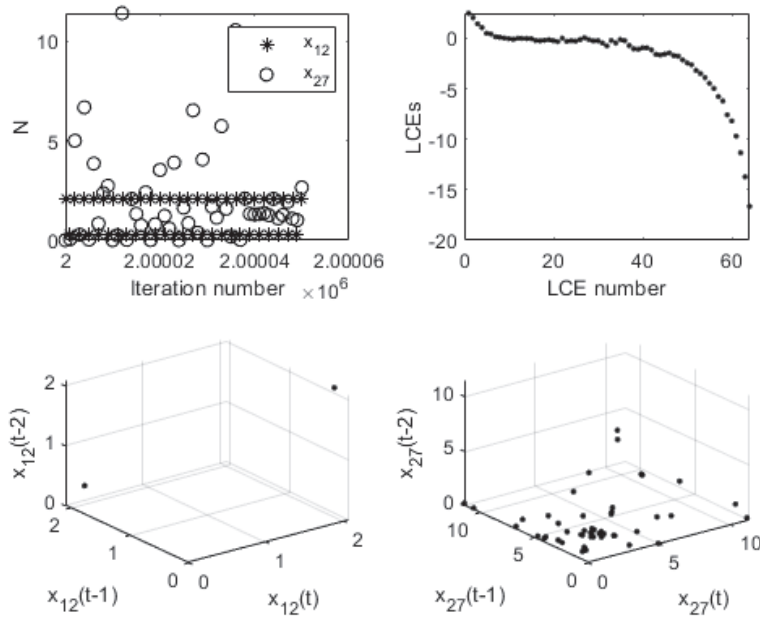 10
5
0
N
x12
x27
2
2.00002
2.00004
2.00006
Iteration number
×10^6
0
-5
-10
-15
-20
LCEs
0
20
40
60
LCE number
2
1
0
x12(t-2)
2
1
0
x12(t-1)
0
1
2
x12(t)
10
5
0
x27(t-2)
10
5
0
x27(t-1)
0
5
10
x27(t)